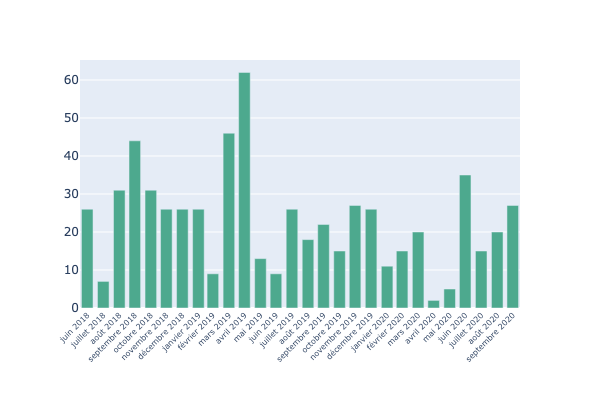 60
50
40
30
20
10
0
juin 2018
juillet 2018
août 2018
septembre 2018
octobre 2018
novembre 2018
décembre 2018
janvier 2019
février 2019
mars 2019
avril 2019
mai 2019
juin 2019
juillet 2019
août 2019
septembre 2019
octobre 2019
novembre 2019
décembre 2019
janvier 2020
février 2020
mars 2020
avril 2020
mai 2020
juin 2020
juillet 2020
août 2020
septembre 2020